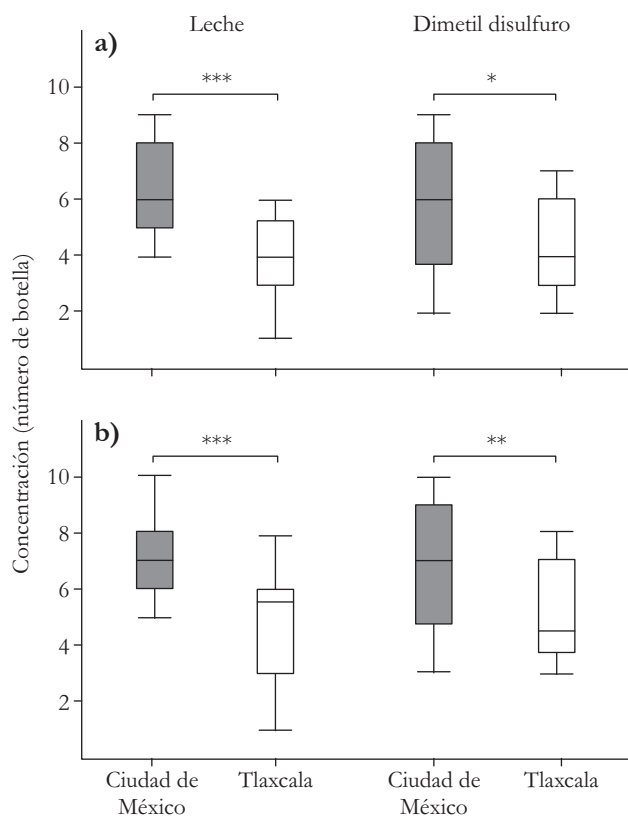 Leche
Dimetil disulfuro
a)
***
*
10
8
6
4
2
b)
***
**
10
8
6
4
2
Concentración (número de botella)
Ciudad de
México
Tlaxcala
Ciudad de
México
Tlaxcala